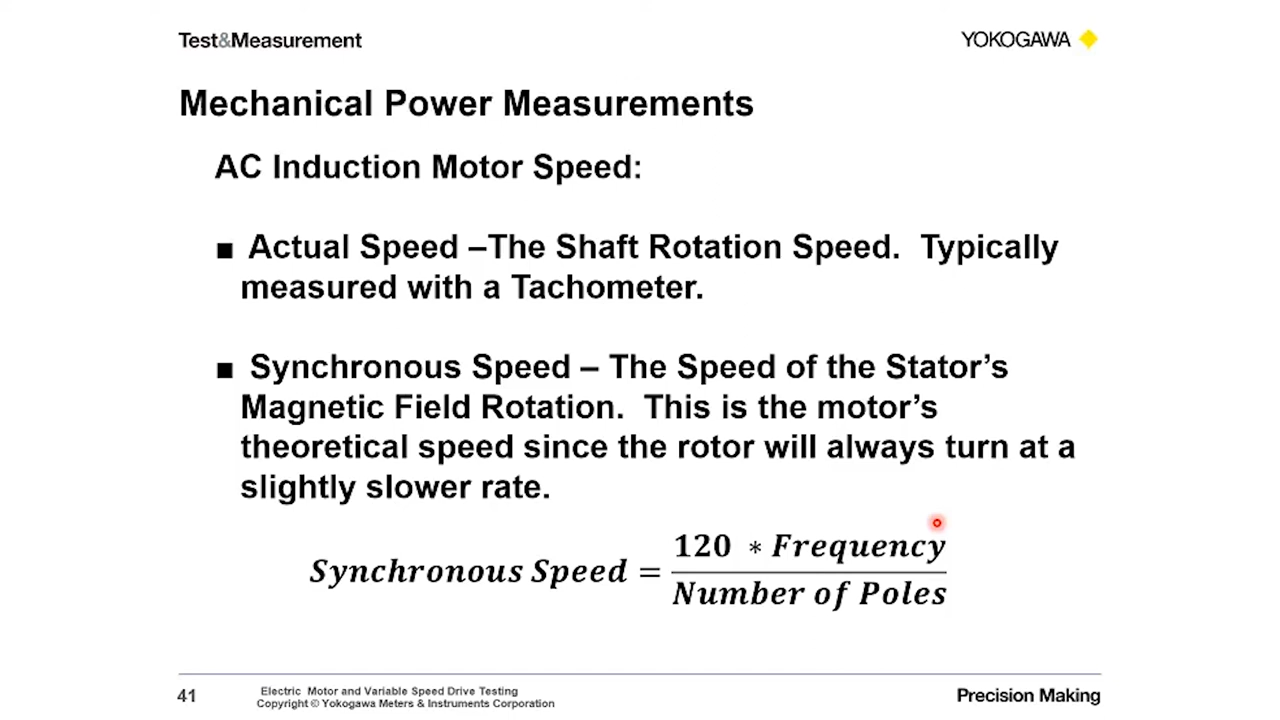 Test&Measurement
YOKOGAWA
Mechanical Power Measurements
AC Induction Motor Speed:
■ Actual Speed –The Shaft Rotation Speed. Typically
measured with a Tachometer.
■ Synchronous Speed – The Speed of the Stator’s
Magnetic Field Rotation. This is the motor’s
theoretical speed since the rotor will always turn at a
slightly slower rate.
120 * Frequency
Synchronous Speed =
Number of Poles
41
Electric Motor and Variable Speed Drive Testing
Copyright © Yokogawa Meters & Instruments Corporation
Precision Making